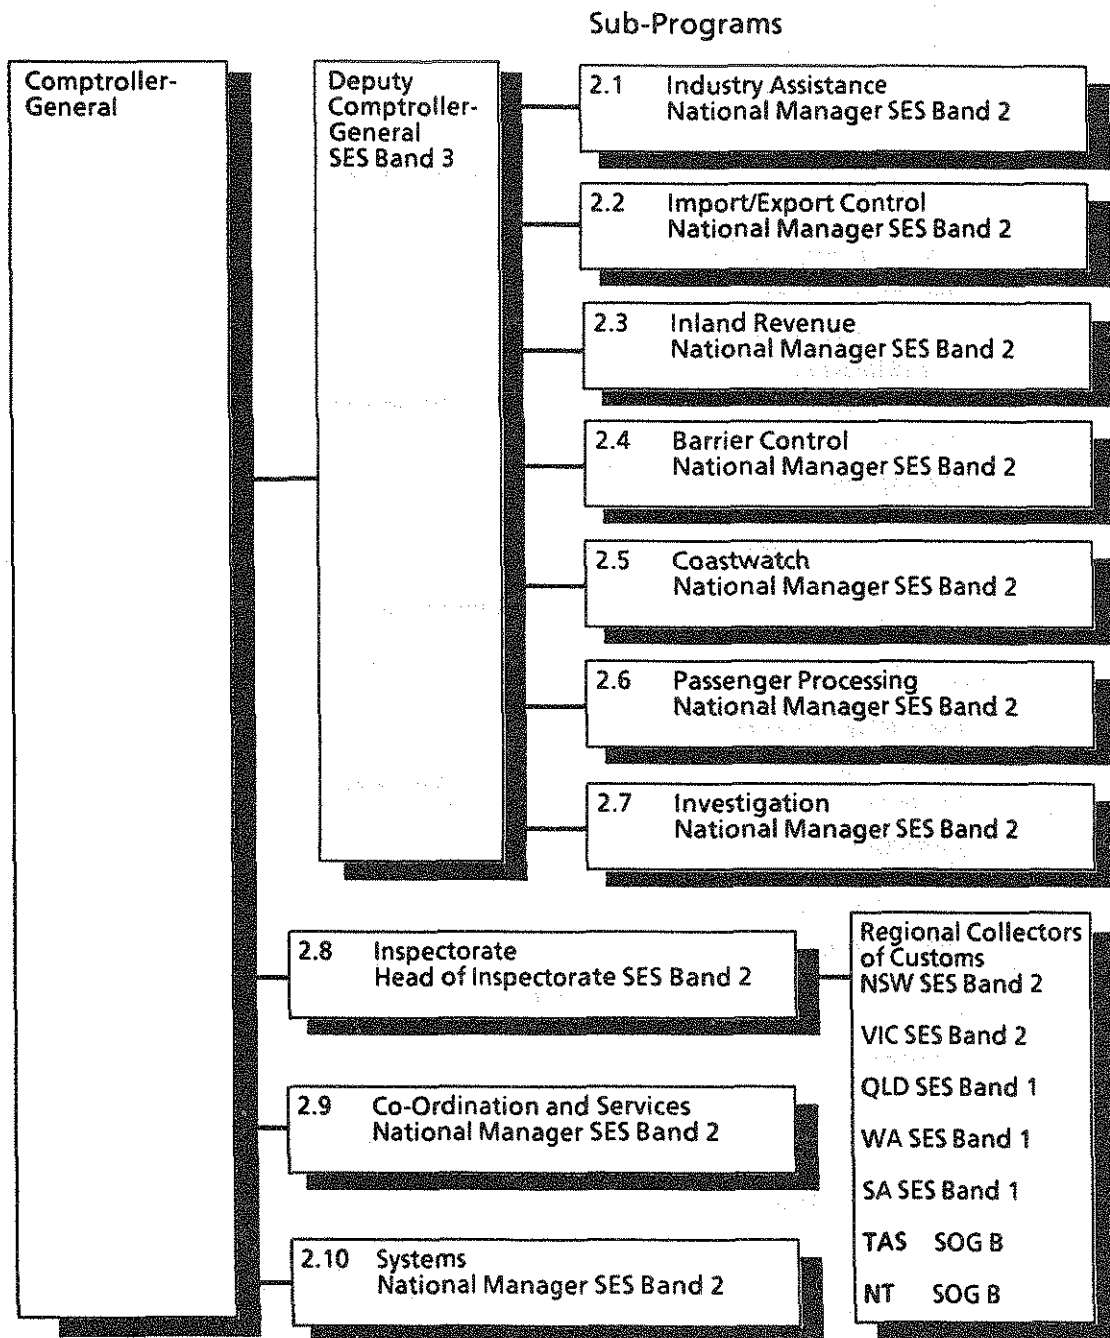 Sub-Programs
Comptroller-
General
Deputy
Comptroller-
General
SES Band 3
2.1 Industry Assistance
National Manager SES Band 2
2.2 Import/Export Control
National Manager SES Band 2
2.3 Inland Revenue
National Manager SES Band 2
2.4 Barrier Control
National Manager SES Band 2
2.5 Coastwatch
National Manager SES Band 2
2.6 Passenger Processing
National Manager SES Band 2
2.7 Investigation
National Manager SES Band 2
2.8 Inspectorate
Head of Inspectorate SES Band 2
Regional Collectors
of Customs
NSW SES Band 2
VIC SES Band 2
QLD SES Band 1
WA SES Band 1
SA SES Band 1
TAS SOG B
NT SOG B
2.9 Co-Ordination and Services
National Manager SES Band 2
2.10 Systems
National Manager SES Band 2